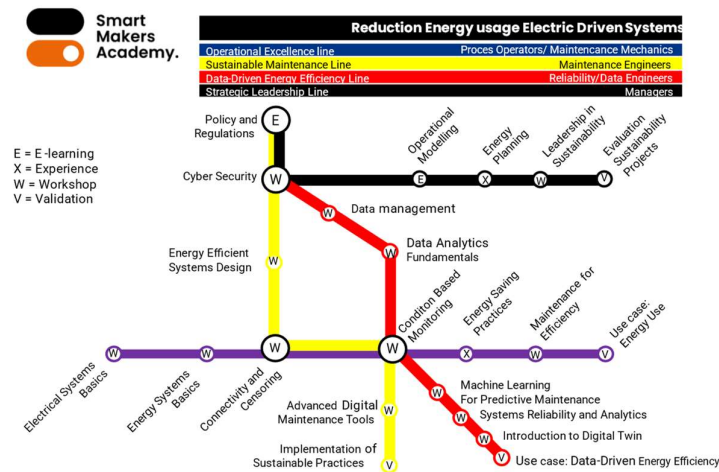 Smart
Makers
Academy.
Reduction Energy usage Electric Driven Systems
Operational Excellence line
Proces Operators/ Maintencance Mechanics
Sustainable Maintenance Line
Maintenance Engineers
Data-Driven Energy Efficiency Line
Reliability/Data Engineers
Strategic Leadership Line
Managers
E = E-learning
X = Experience
W = Workshop
V = Validation
Policy and
Regulations
E
Cyber Security
W
Operational
Modelling
E
Energy
Planning
X
Leadership in
Sustainability
W
Evaluation
Sustainability
Projects
V
W
Data management
W
Data Analytics
Fundamentals
Energy Efficient
Systems Design
W
Electrical Systems
Basics
W
Energy Systems
Basics
W
Connectivity and
Censoring
W
Conditon Based
Monitoring
W
Energy Saving
Practices
X
Maintenance for
Efficiency
W
Use case:
Energy Use
V
Advanced Digital
Maintenance Tools
W
Implementation of
Sustainable Practices
V
W
Machine Learning
For Predictive Maintenance
W
Systems Reliability and Analytics
W
Introduction to Digital Twin
V
Use case: Data-Driven Energy Efficiency